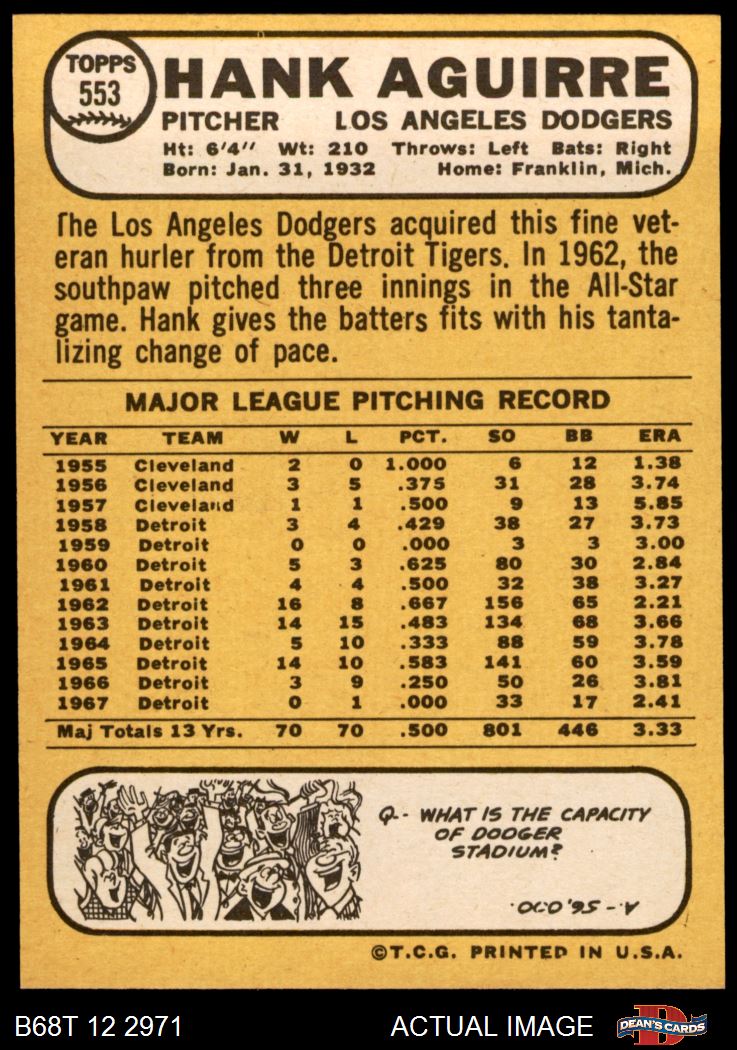 TOPPS
553
HANK AGUIRRE
PITCHER LOS ANGELES DODGERS
Ht: 6'4" Wt: 210 Throws: Left Bats: Right
Born: Jan. 31, 1932 Home: Franklin, Mich.
The Los Angeles Dodgers acquired this fine vet-
eran hurler from the Detroit Tigers. In 1962, the
southpaw pitched three innings in the All-Star
game. Hank gives the batters fits with his tanta-
lizing change of pace.
MAJOR LEAGUE PITCHING RECORD
YEAR TEAM W L PCT. SO BB ERA
1955 Cleveland 2 0 1.000 6 12 1.38
1956 Cleveland 3 5 .375 31 28 3.74
1957 Cleveland 1 1 .500 9 13 5.85
1958 Detroit 3 4 .429 38 27 3.73
1959 Detroit 0 0 .000 3 3 3.00
1960 Detroit 5 3 .625 80 30 2.84
1961 Detroit 4 4 .500 32 38 3.27
1962 Detroit 16 8 .667 156 65 2.21
1963 Detroit 14 15 .483 134 68 3.66
1964 Detroit 5 10 .333 88 59 3.78
1965 Detroit 14 10 .583 141 60 3.59
1966 Detroit 3 9 .250 50 26 3.81
1967 Detroit 0 1 .000 33 17 2.41
Maj Totals 13 Yrs. 70 70 .500 801 446 3.33
Q-- WHAT IS THE CAPACITY
OF DODGER
STADIUM?
A.- 56,000.
©T.C.G. PRINTED IN U.S.A.
B68T 12 2971 ACTUAL IMAGE DEAN'S CARDS